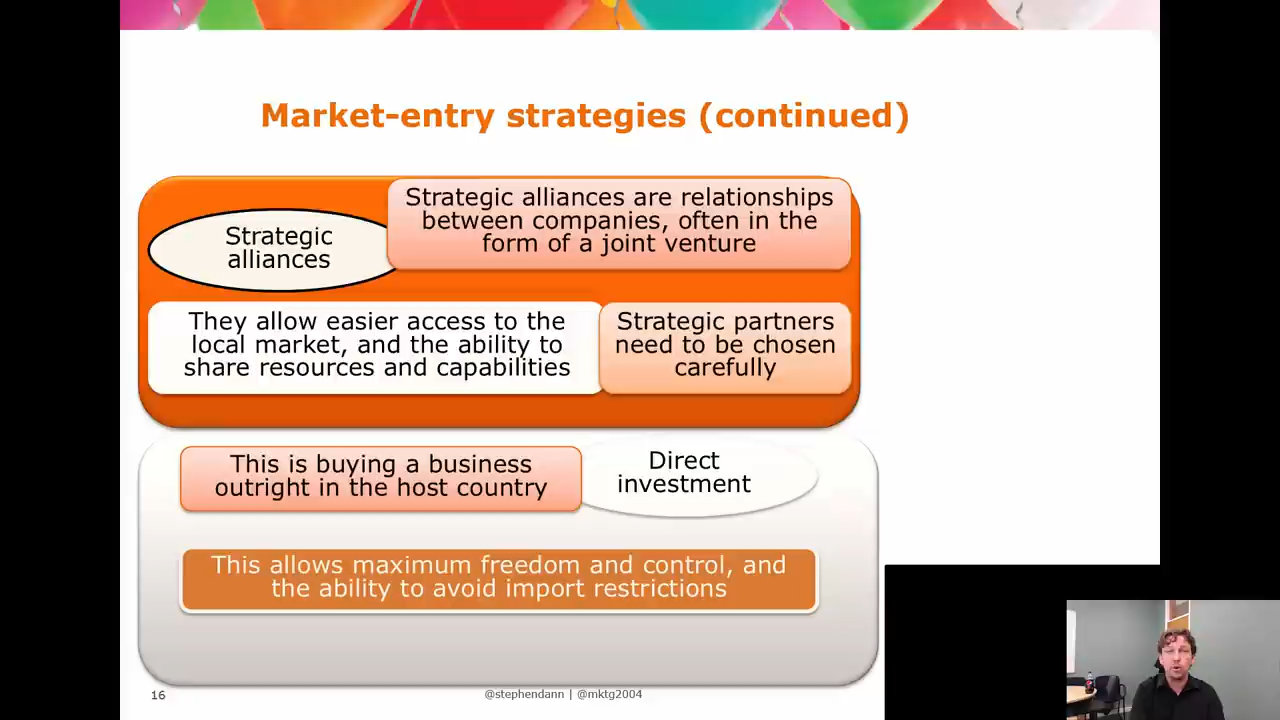 Market-entry strategies (continued)
Strategic
alliances
Strategic alliances are relationships
between companies, often in the
form of a joint venture
They allow easier access to the
local market, and the ability to
share resources and capabilities
Strategic partners
need to be chosen
carefully
This is buying a business
outright in the host country
Direct
investment
This allows maximum freedom and control, and
the ability to avoid import restrictions
16
@stephendann | @mktg2004